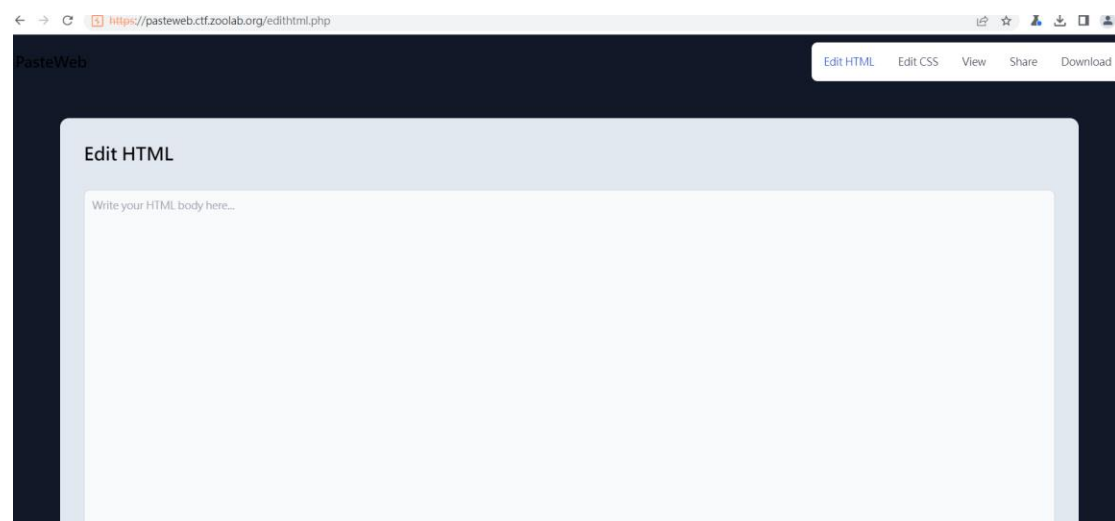 https://pasteweb.ctf.zoolab.org/edithtml.php
PasteWeb
Edit HTML Edit CSS View Share Download
Edit HTML
Write your HTML body here...